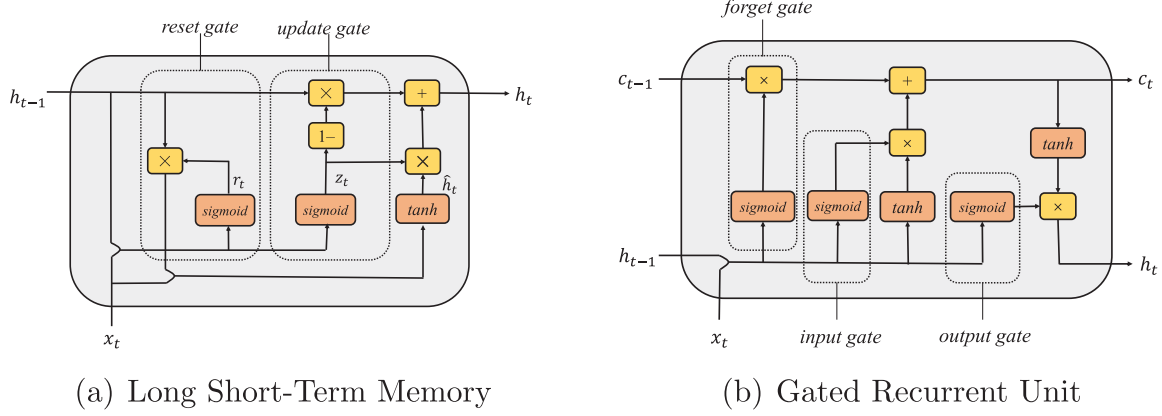 reset gate
update gate
h_{t-1}
×
+
h_t
1−
×
r_t
z_t
×
ĥ_t
sigmoid
sigmoid
tanh
x_t
(a) Long Short-Term Memory
forget gate
c_{t-1}
×
+
c_t
×
tanh
sigmoid
sigmoid
tanh
sigmoid
×
h_{t-1}
h_t
x_t
input gate
output gate
(b) Gated Recurrent Unit